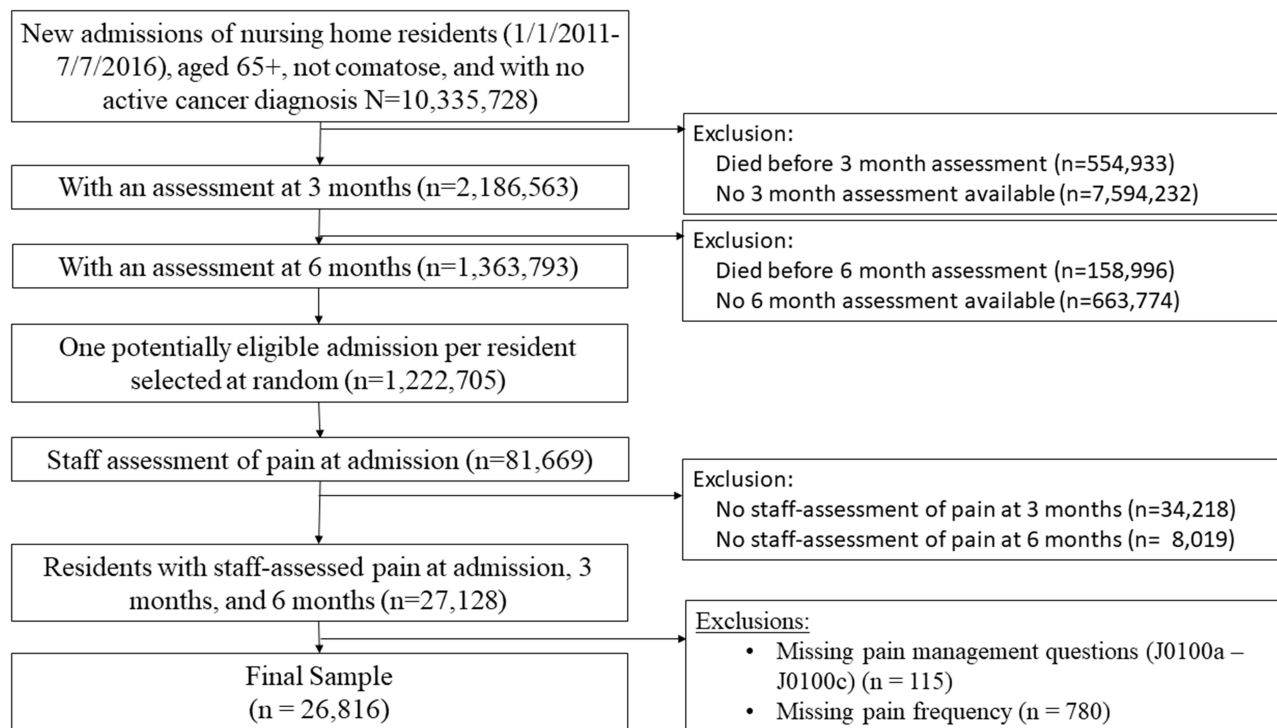 New admissions of nursing home residents (1/1/2011-
7/7/2016), aged 65+, not comatose, and with no
active cancer diagnosis N=10,335,728)
Exclusion:
Died before 3 month assessment (n=554,933)
No 3 month assessment available (n=7,594,232)
With an assessment at 3 months (n=2,186,563)
Exclusion:
Died before 6 month assessment (n=158,996)
No 6 month assessment available (n=663,774)
With an assessment at 6 months (n=1,363,793)
One potentially eligible admission per resident
selected at random (n=1,222,705)
Staff assessment of pain at admission (n=81,669)
Exclusion:
No staff-assessment of pain at 3 months (n=34,218)
No staff-assessment of pain at 6 months (n=  8,019)
Residents with staff-assessed pain at admission, 3
months, and 6 months (n=27,128)
Exclusions:
• Missing pain management questions (J0100a –
J0100c) (n = 115)
• Missing pain frequency (n = 780)
Final Sample
(n = 26,816)